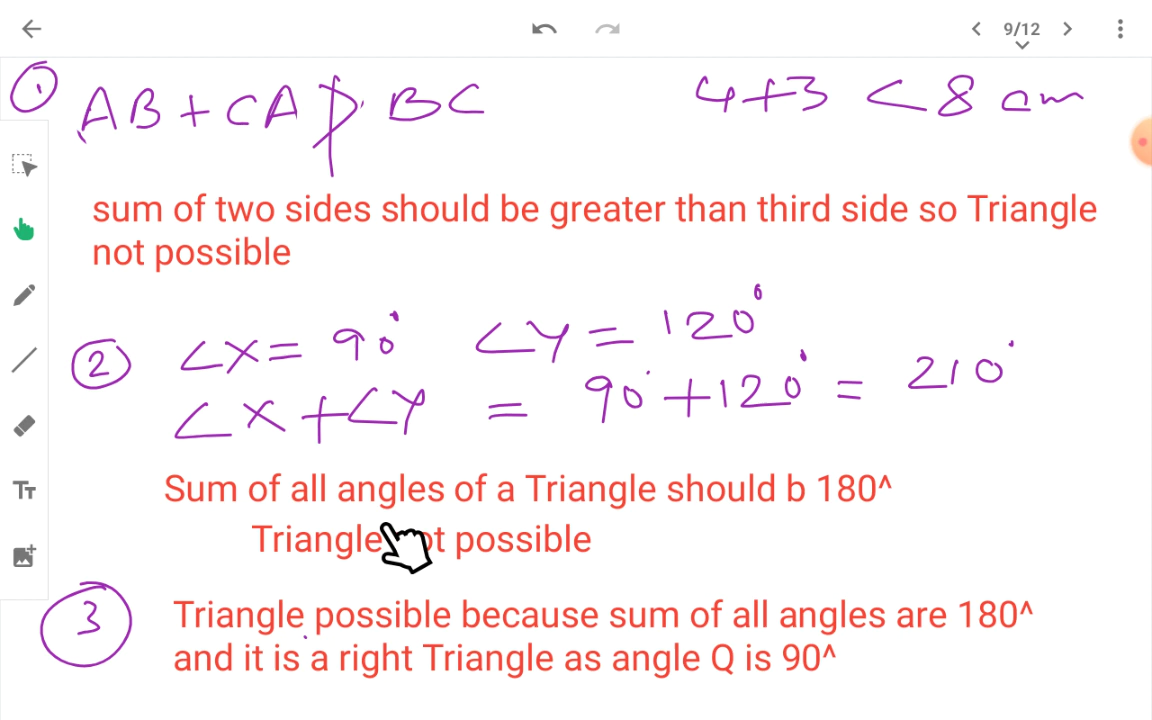 9/12
① AB + CA ≯ BC 4+3 < 8 cm
sum of two sides should be greater than third side so Triangle
not possible
② ∠X = 90° ∠Y = 120°
∠X + ∠Y = 90° + 120° = 210°
Tт
Sum of all angles of a Triangle should b 180^
Triangle not possible
③ Triangle possible because sum of all angles are 180^
and it is a right Triangle as angle Q is 90^